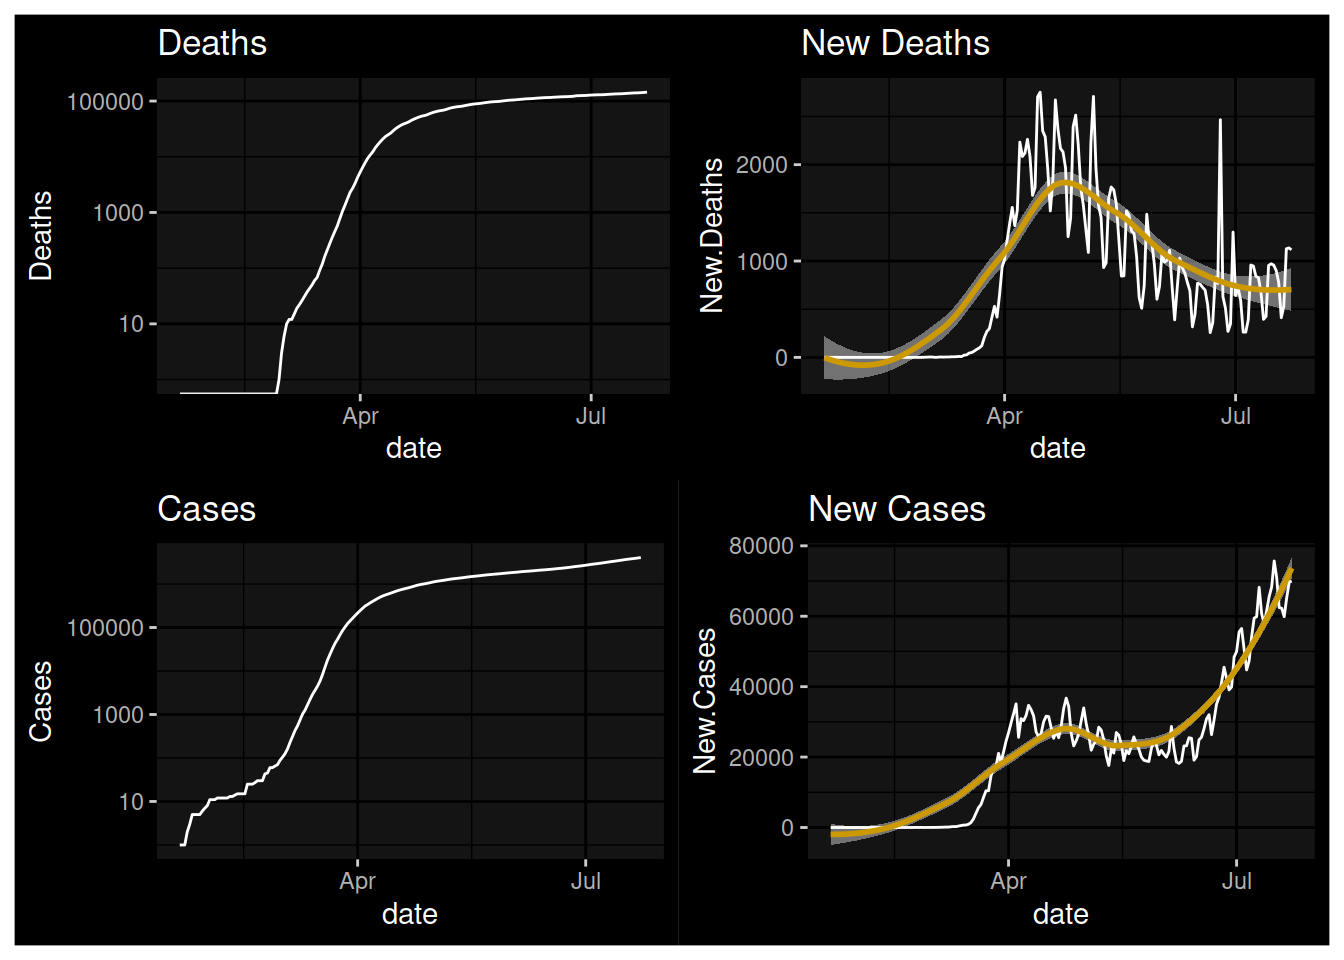 Deaths
100000
1000
10
Deaths
Apr
Jul
date
New Deaths
2000
1000
0
New.Deaths
Apr
Jul
date
Cases
100000
1000
10
Cases
Apr
Jul
date
New Cases
80000
60000
40000
20000
0
New.Cases
Apr
Jul
date